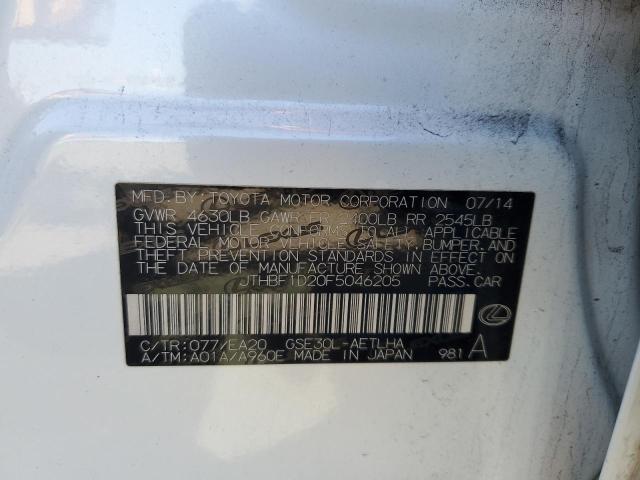 MFD. BY: TOYOTA MOTOR CORPORATION 07/14
GVWR 4630LB GAWR FR 2400LB RR 2545LB
THIS VEHICLE CONFORMS TO ALL APPLICABLE
FEDERAL MOTOR VEHICLE SAFETY, BUMPER, AND
THEFT PREVENTION STANDARDS IN EFFECT ON
THE DATE OF MANUFACTURE SHOWN ABOVE.
JTHBF1D20F5046205 PASS. CAR
C/TR:077/EA20 GSE30L-AETLHA
A/TM:A01A/A960E MADE IN JAPAN 981 A